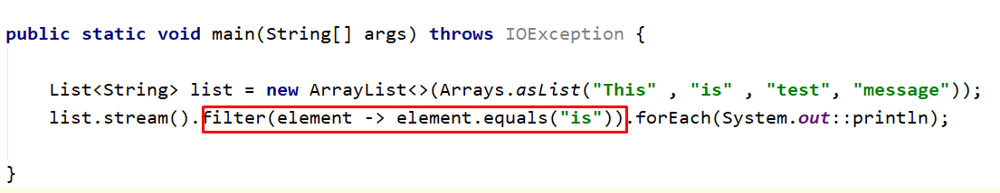 public static void main(String[] args) throws IOException {
List<String> list = new ArrayList<>(Arrays.asList("This" , "is" , "test", "message"));
list.stream().filter(element -> element.equals("is")).forEach(System.out::println);
}